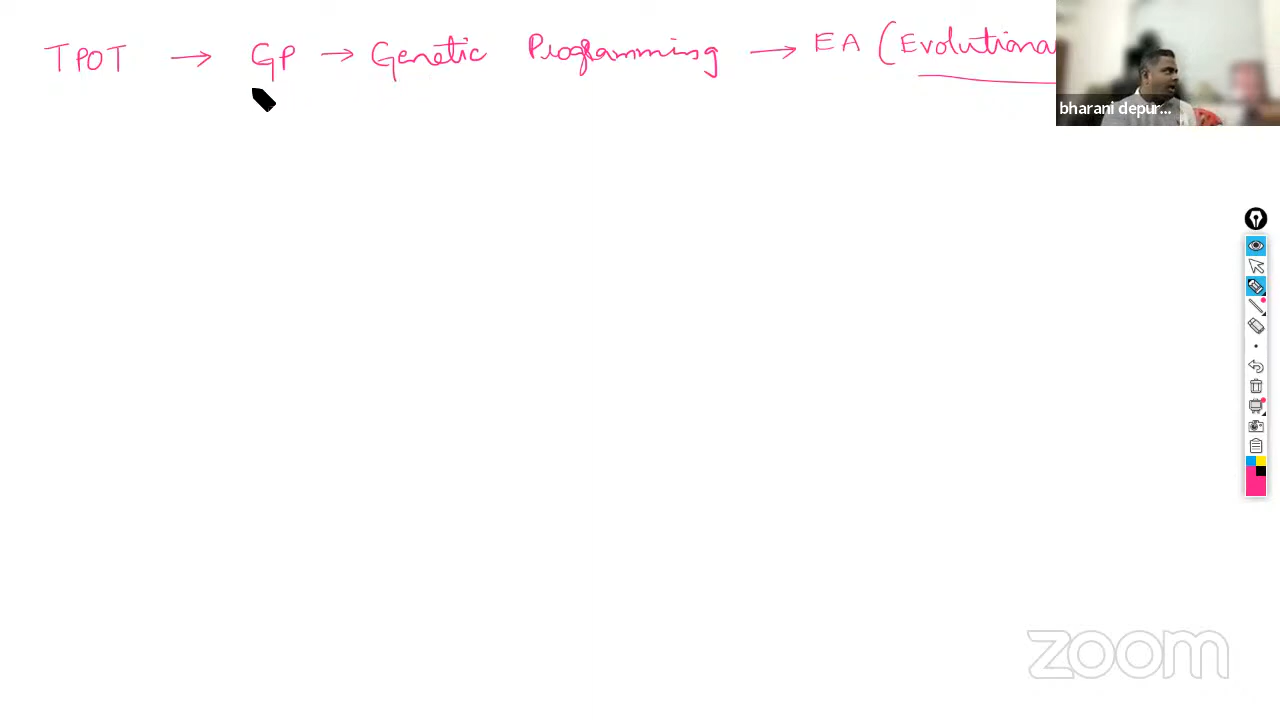 TPOT → GP → Genetic Programming → EA (Evolutiona
bharani depur...
zoom